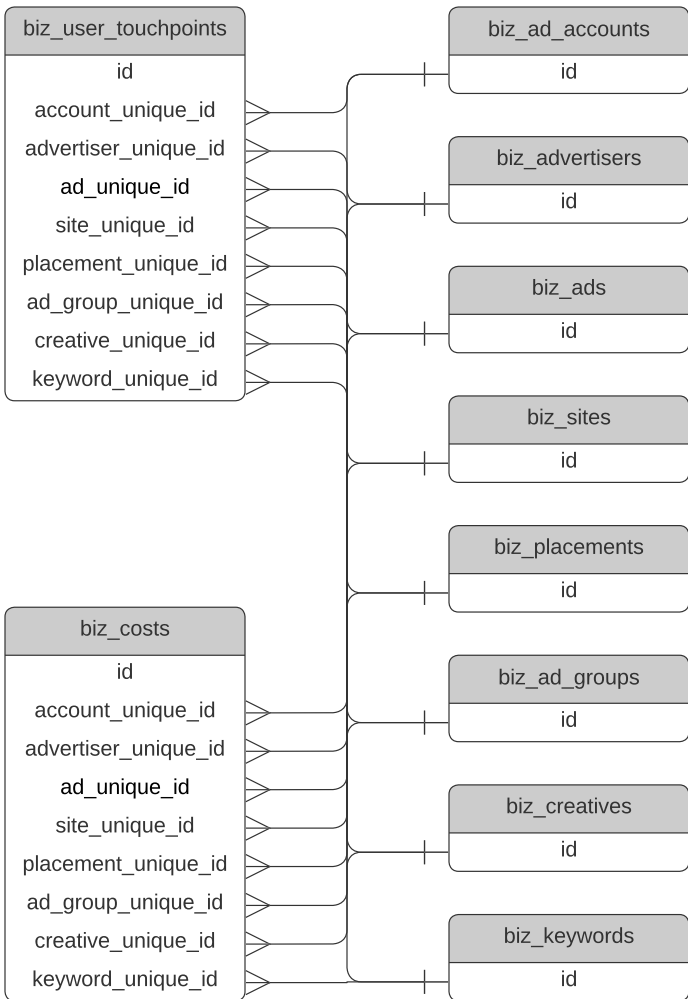 biz_user_touchpoints
id
account_unique_id
advertiser_unique_id
ad_unique_id
site_unique_id
placement_unique_id
ad_group_unique_id
creative_unique_id
keyword_unique_id
biz_costs
id
account_unique_id
advertiser_unique_id
ad_unique_id
site_unique_id
placement_unique_id
ad_group_unique_id
creative_unique_id
keyword_unique_id
biz_ad_accounts
id
biz_advertisers
id
biz_ads
id
biz_sites
id
biz_placements
id
biz_ad_groups
id
biz_creatives
id
biz_keywords
id